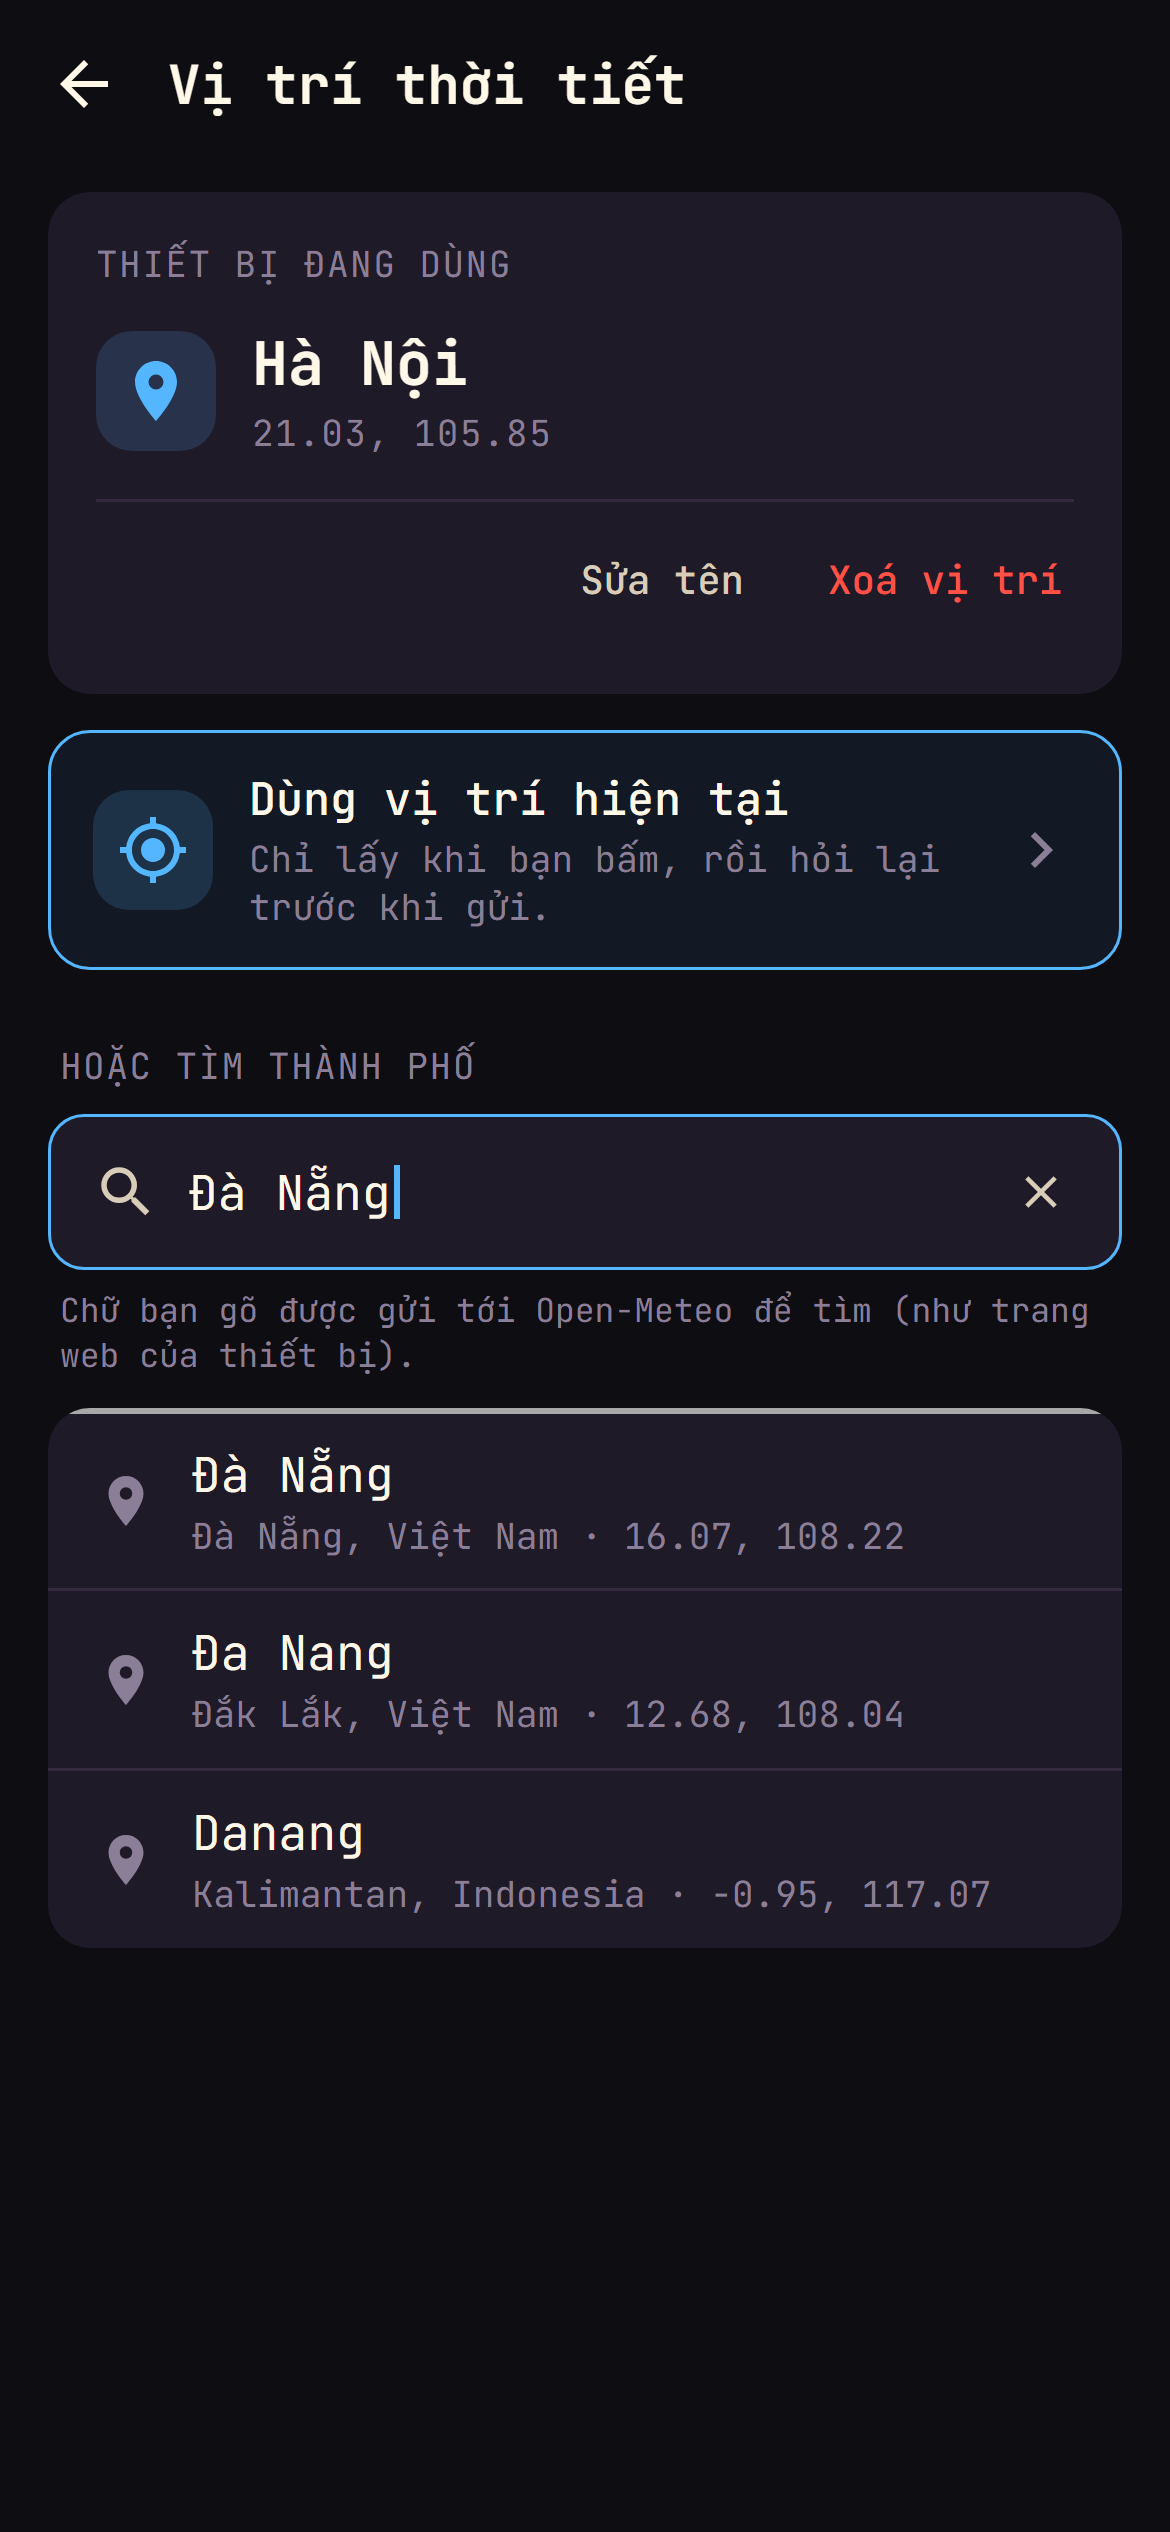 Vị trí thời tiết
THIẾT BỊ ĐANG DÙNG
Hà Nội
21.03, 105.85
Sửa tên
Xoá vị trí
Dùng vị trí hiện tại
Chỉ lấy khi bạn bấm, rồi hỏi lại
trước khi gửi.
HOẶC TÌM THÀNH PHỐ
Đà Nẵng
Chữ bạn gõ được gửi tới Open-Meteo để tìm (như trang
web của thiết bị).
Đà Nẵng
Đà Nẵng, Việt Nam · 16.07, 108.22
Đa Nang
Đắk Lắk, Việt Nam · 12.68, 108.04
Danang
Kalimantan, Indonesia · -0.95, 117.07